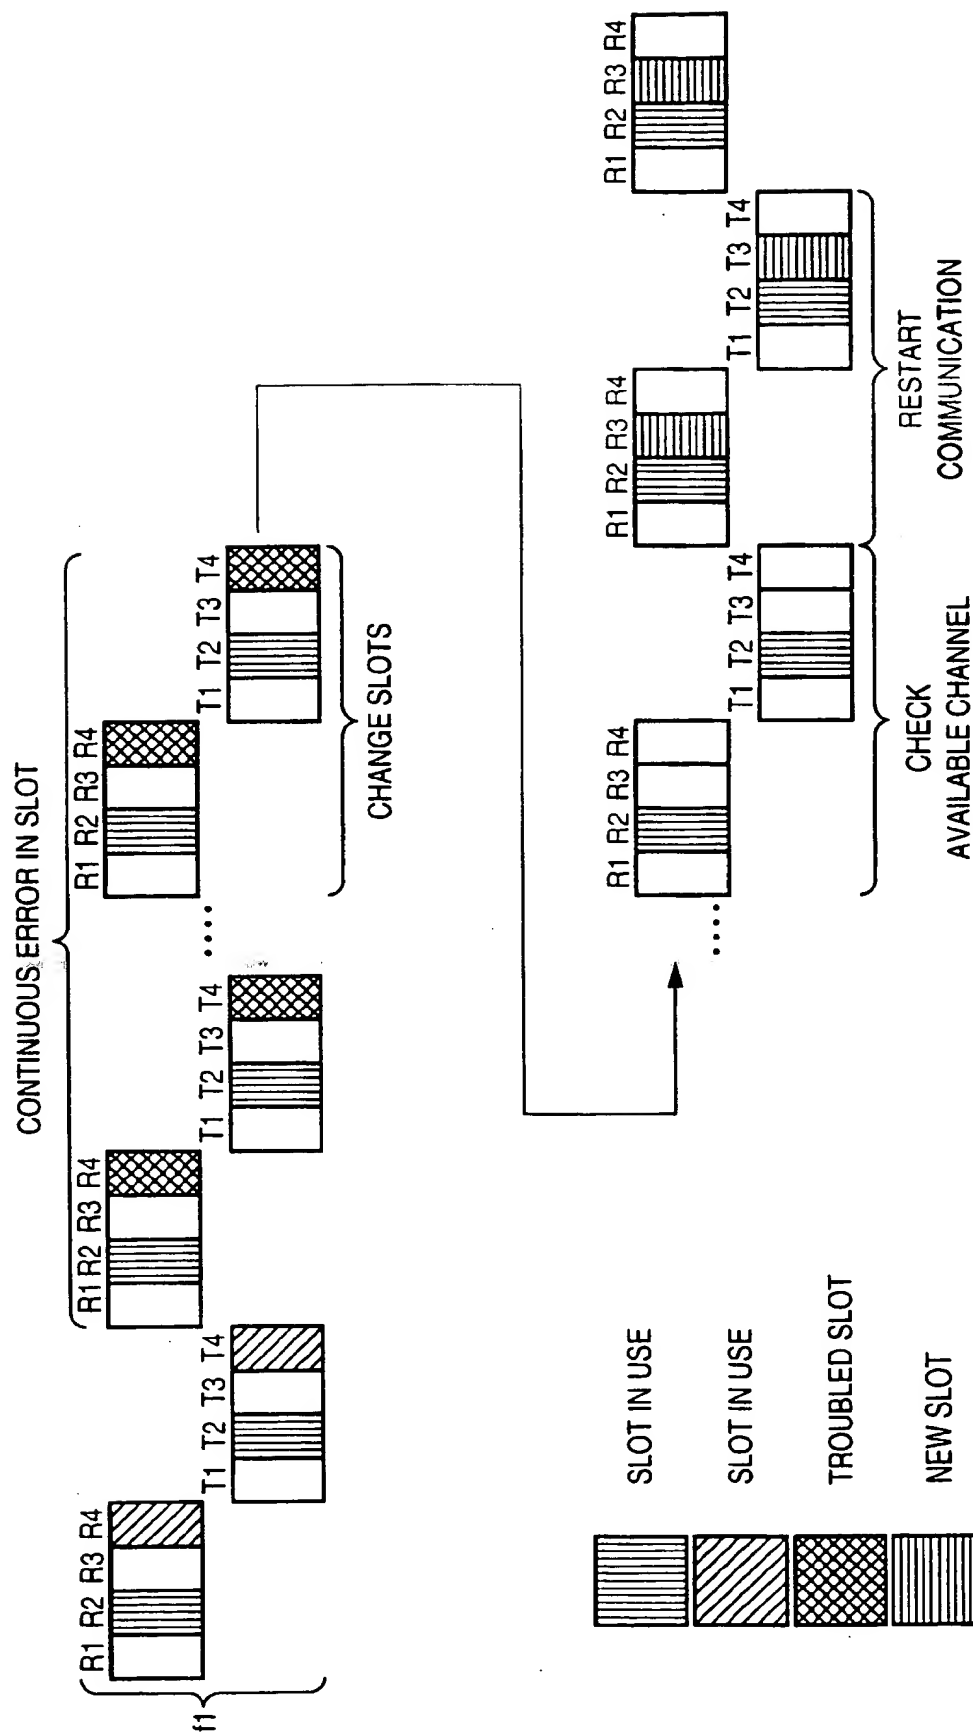 CONTINUOUS ERROR IN SLOT
f1
R1 R2 R3 R4
T1 T2 T3 T4
R1 R2 R3 R4
T1 T2 T3 T4
....
R1 R2 R3 R4
T1 T2 T3 T4
CHANGE SLOTS
....
R1 R2 R3 R4
T1 T2 T3 T4
CHECK
AVAILABLE CHANNEL
R1 R2 R3 R4
T1 T2 T3 T4
RESTART
COMMUNICATION
R1 R2 R3 R4
SLOT IN USE
SLOT IN USE
TROUBLED SLOT
NEW SLOT